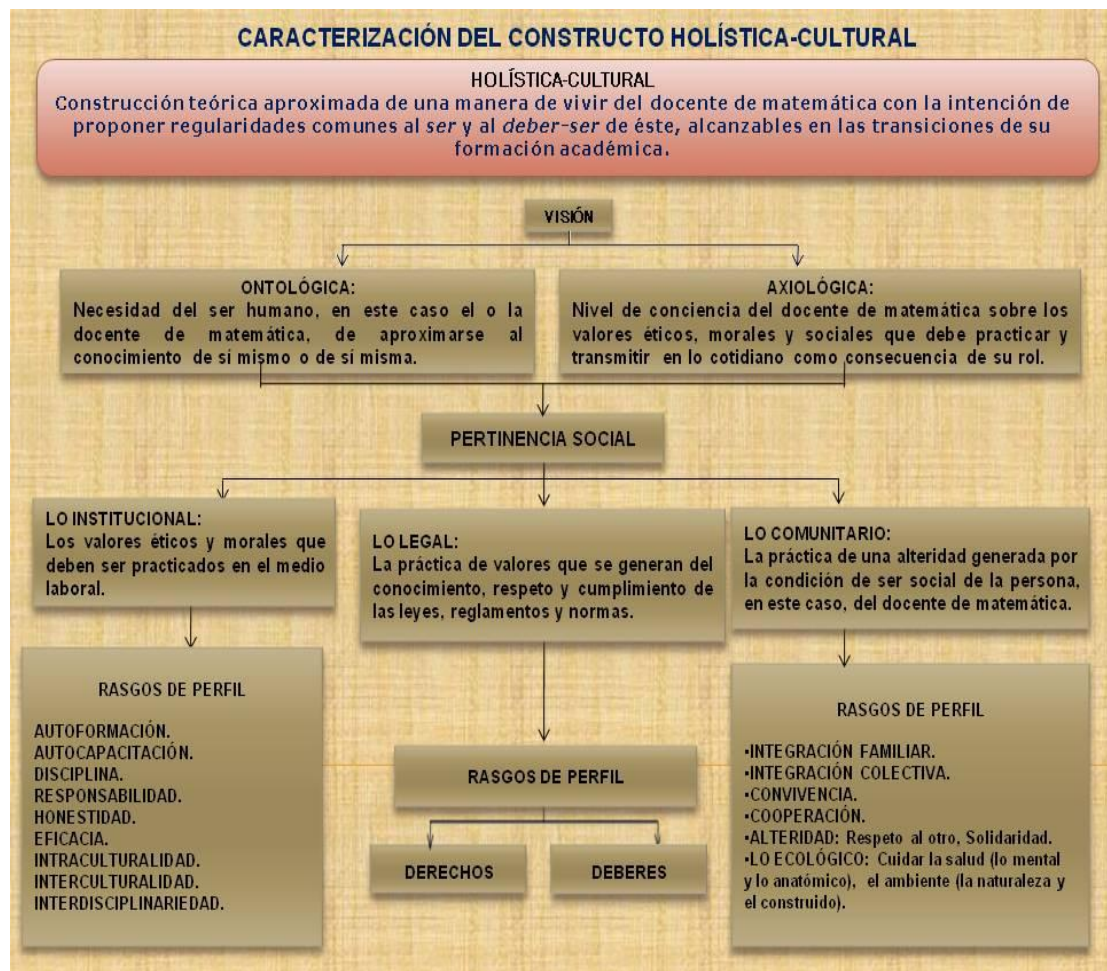 CARACTERIZACIÓN DEL CONSTRUCTO HOLÍSTICA-CULTURAL
HOLÍSTICA-CULTURAL
Construcción teórica aproximada de una manera de vivir del docente de matemática con la intención de
proponer regularidades comunes al ser y al deber-ser de éste, alcanzables en las transiciones de su
formación académica.
VISIÓN
ONTOLÓGICA:
Necesidad del ser humano, en este caso el o la
docente de matemática, de aproximarse al
conocimiento de sí mismo o de sí misma.
AXIOLÓGICA:
Nivel de conciencia del docente de matemática sobre los
valores éticos, morales y sociales que debe practicar y
transmitir en lo cotidiano como consecuencia de su rol.
PERTINENCIA SOCIAL
LO INSTITUCIONAL:
Los valores éticos y morales que
deben ser practicados en el medio
laboral.
LO LEGAL:
La práctica de valores que se generan del
conocimiento, respeto y cumplimiento de
las leyes, reglamentos y normas.
LO COMUNITARIO:
La práctica de una alteridad generada por
la condición de ser social de la persona,
en este caso, del docente de matemática.
RASGOS DE PERFIL
AUTOFORMACIÓN.
AUTOCAPACITACIÓN.
DISCIPLINA.
RESPONSABILIDAD.
HONESTIDAD.
EFICACIA.
INTRACULTURALIDAD.
INTERCULTURALIDAD.
INTERDISCIPLINARIEDAD.
RASGOS DE PERFIL
DERECHOS
DEBERES
RASGOS DE PERFIL
•INTEGRACIÓN FAMILIAR.
•INTEGRACIÓN COLECTIVA.
•CONVIVENCIA.
•COOPERACIÓN.
•ALTERIDAD: Respeto al otro, Solidaridad.
•LO ECOLÓGICO: Cuidar la salud (lo mental
y lo anatómico), el ambiente (la naturaleza y
el construido).